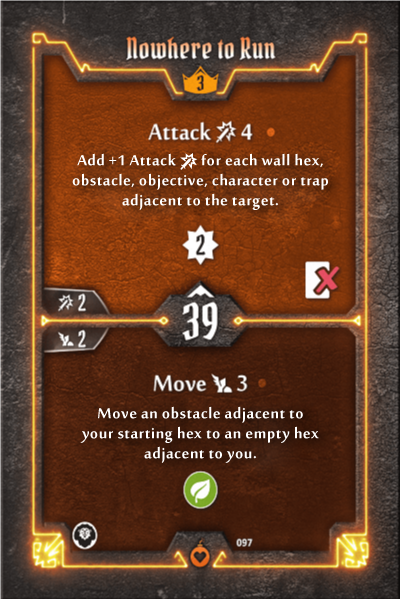 Nowhere to Run
3
Attack 4
Add +1 Attack for each wall hex,
obstacle, objective, character or trap
adjacent to the target.
2
2
39
2
Move 3
Move an obstacle adjacent to
your starting hex to an empty hex
adjacent to you.
097